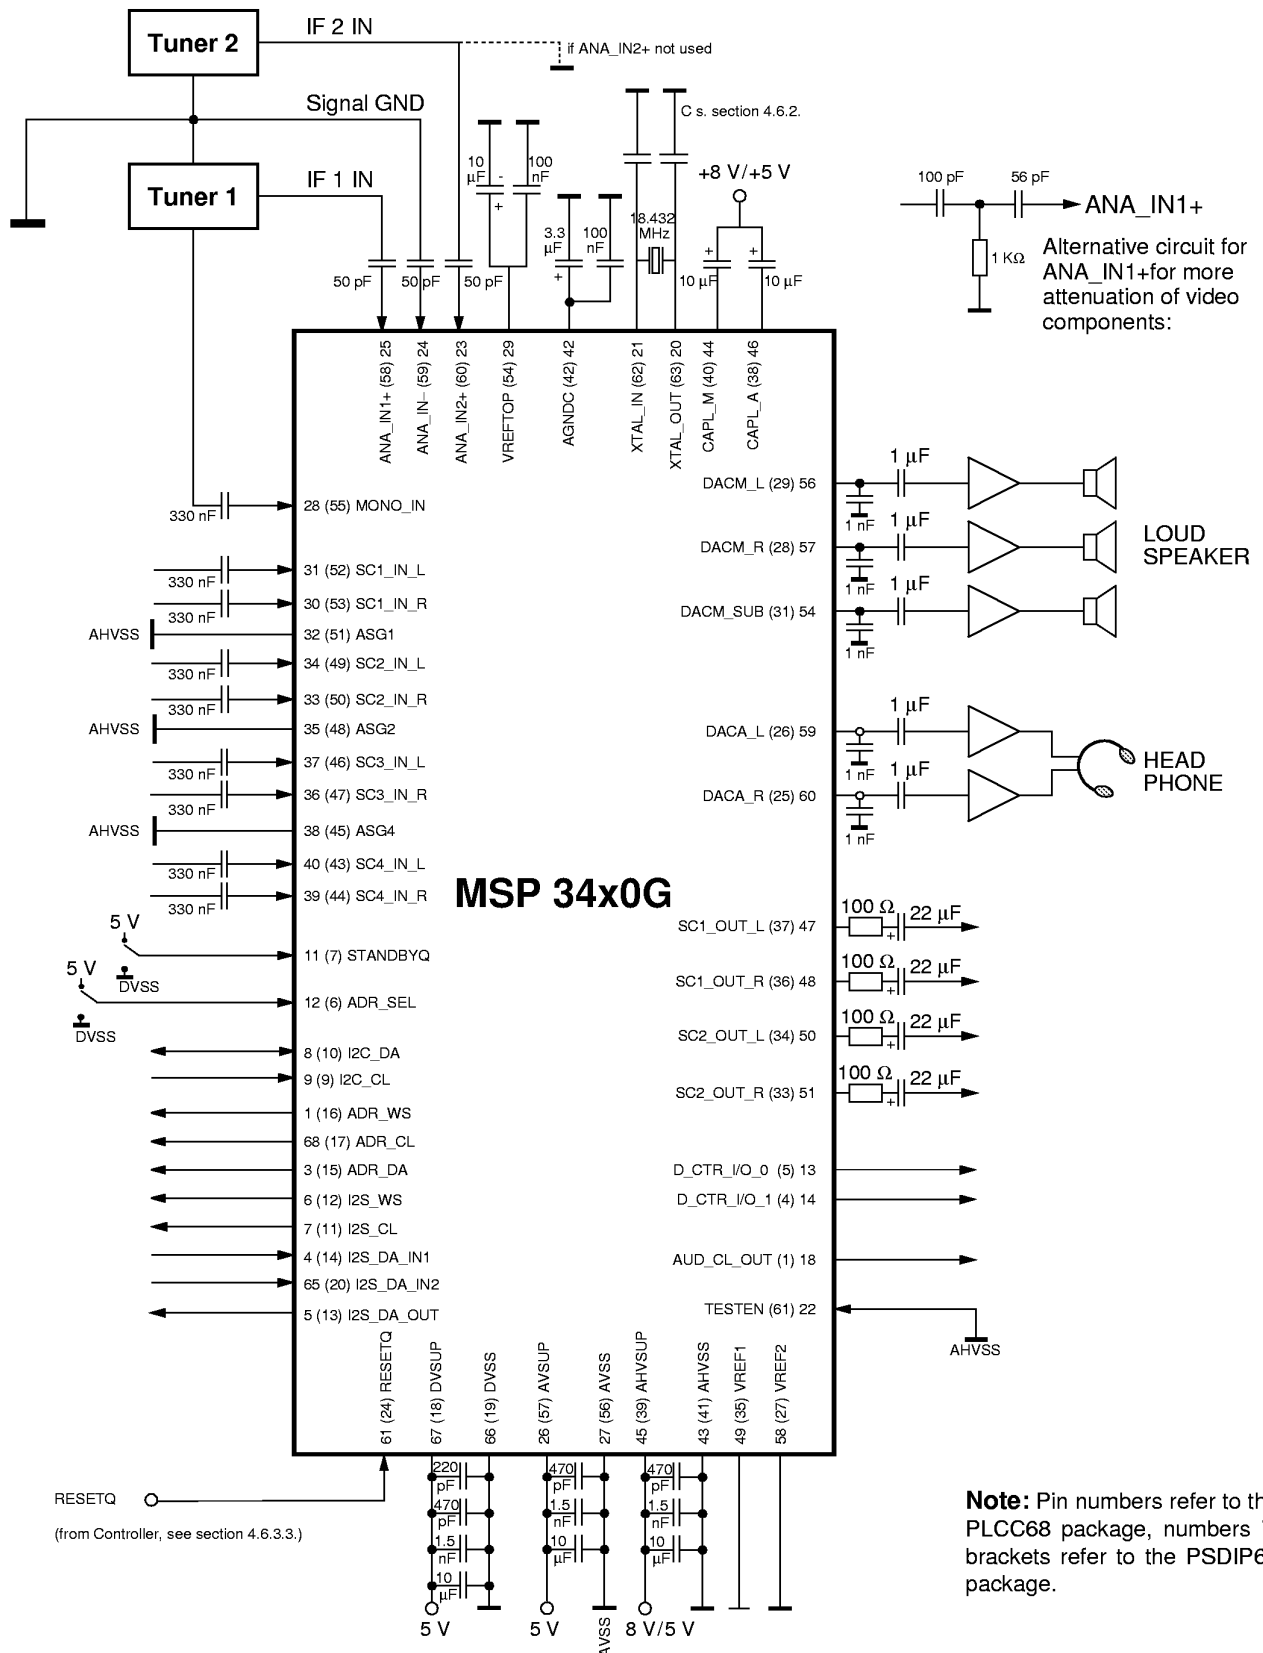 Tuner 2
IF 2 IN
if ANA_IN2+ not used
Signal GND
C s. section 4.6.2.
Tuner 1
IF 1 IN
10 µF
-
+
100 nF
+8 V/+5 V
3.3 µF
+
100 nF
18.432 MHz
+
10 µF
+
10 µF
50 pF
50 pF
50 pF
100 pF
56 pF
ANA_IN1+
1 KΩ
Alternative circuit for
ANA_IN1+for more
attenuation of video
components:
ANA_IN1+ (58) 25
ANA_IN− (59) 24
ANA_IN2+ (60) 23
VREFTOP (54) 29
AGNDC (42) 42
XTAL_IN (62) 21
XTAL_OUT (63) 20
CAPL_M (40) 44
CAPL_A (38) 46
330 nF
28 (55) MONO_IN
330 nF
31 (52) SC1_IN_L
330 nF
30 (53) SC1_IN_R
AHVSS
32 (51) ASG1
330 nF
34 (49) SC2_IN_L
330 nF
33 (50) SC2_IN_R
AHVSS
35 (48) ASG2
330 nF
37 (46) SC3_IN_L
330 nF
36 (47) SC3_IN_R
AHVSS
38 (45) ASG4
330 nF
40 (43) SC4_IN_L
330 nF
39 (44) SC4_IN_R
5 V
DVSS
11 (7) STANDBYQ
5 V
DVSS
12 (6) ADR_SEL
8 (10) I2C_DA
9 (9) I2C_CL
1 (16) ADR_WS
68 (17) ADR_CL
3 (15) ADR_DA
6 (12) I2S_WS
7 (11) I2S_CL
4 (14) I2S_DA_IN1
65 (20) I2S_DA_IN2
5 (13) I2S_DA_OUT
MSP 34x0G
DACM_L (29) 56
1 µF
1 nF
DACM_R (28) 57
1 µF
1 nF
DACM_SUB (31) 54
1 µF
1 nF
LOUD
SPEAKER
DACA_L (26) 59
1 µF
1 nF
DACA_R (25) 60
1 µF
1 nF
HEAD
PHONE
SC1_OUT_L (37) 47
100 Ω
+
22 µF
SC1_OUT_R (36) 48
100 Ω
+
22 µF
SC2_OUT_L (34) 50
100 Ω
+
22 µF
SC2_OUT_R (33) 51
100 Ω
+
22 µF
D_CTR_I/O_0 (5) 13
D_CTR_I/O_1 (4) 14
AUD_CL_OUT (1) 18
TESTEN (61) 22
AHVSS
61 (24) RESETQ
67 (18) DVSUP
66 (19) DVSS
26 (57) AVSUP
27 (56) AVSS
45 (39) AHVSUP
43 (41) AHVSS
49 (35) VREF1
58 (27) VREF2
RESETQ
(from Controller, see section 4.6.3.3.)
220 pF
470 pF
1.5 nF
10 µF
5 V
470 pF
1.5 nF
10 µF
5 V
AVSS
470 pF
1.5 nF
10 µF
8 V/5 V
Note: Pin numbers refer to
PLCC68 package, numbers
brackets refer to the
package.